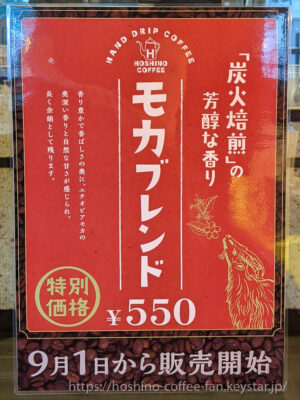 HAND DRIP COFFEE
HOSHINO
COFFEE
「炭火焙煎」の
芳醇な香り
モカブレンド
香り豊かで香ばしさの奥に、エチオピアモカの
奥深い香りと自然な甘さが感じられ、
長く余韻として残ります。
特別
価格
¥550
9月1日から販売開始
https://hoshino-coffee-fan.keystar.jp/